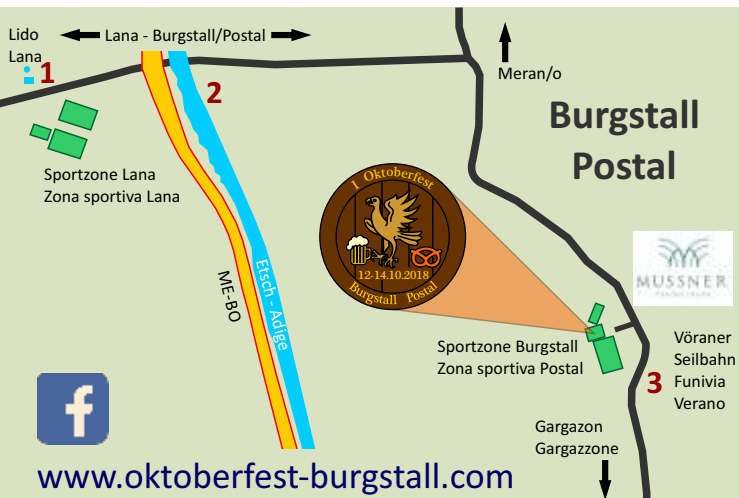 Lido
Lana
Lana - Burgstall/Postal
1
2
Meran/o
Burgstall
Postal
Sportzone Lana
Zona sportiva Lana
I Oktoberfest
12-14.10.2018
Burgstall Postal
MUSSNER
ME-BO
Etsch - Adige
Sportzone Burgstall
Zona sportiva Postal
Vöraner
Seilbahn
Funivia
Verano
3
Gargazon
Gargazzone
f
www.oktoberfest-burgstall.com